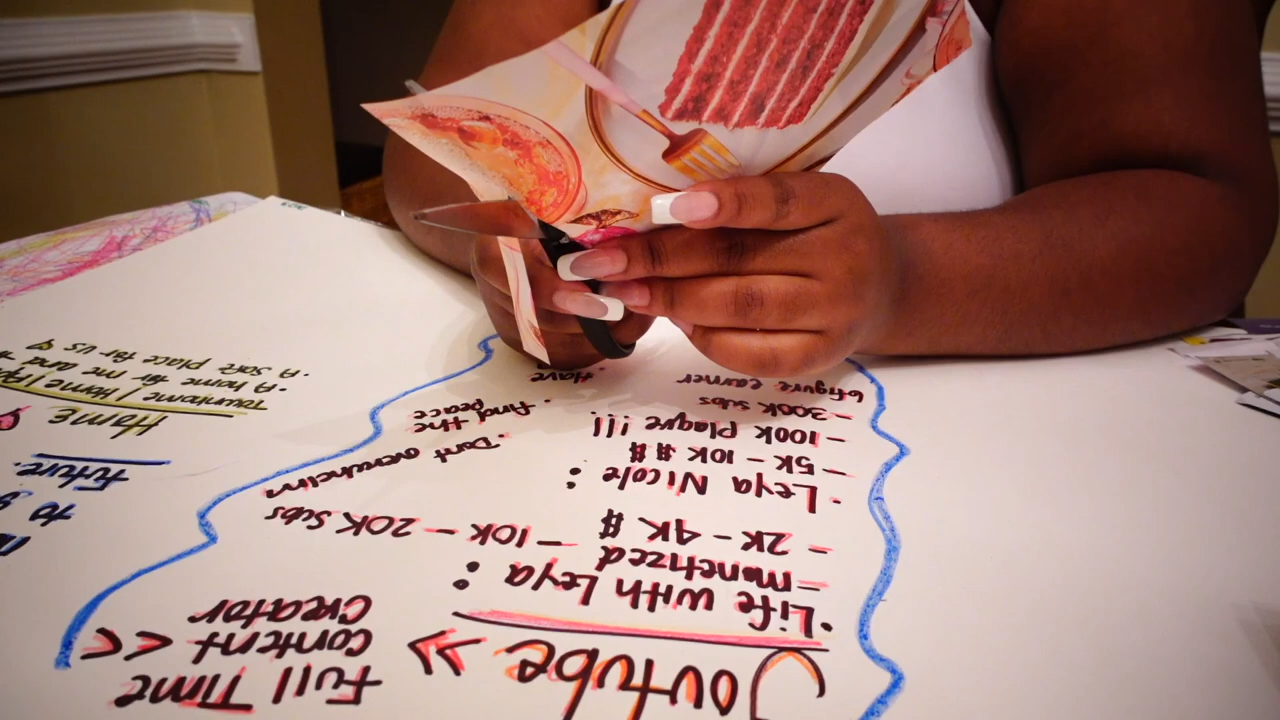 Youtube >> Full Time
Content << 
Creator
• Life with Leya :
- monetized
- 2K - 4K $
- 10K - 20K subs
• Leya Nicole :
- 5K - 10K $$
- 100K Plaque !!!
- 300K subs
6 figure earner
• Dont overwhelm
• And the
peace
• Have
to
future.
Home
Townhome / Home /
• A home for me and
• A soft place for us